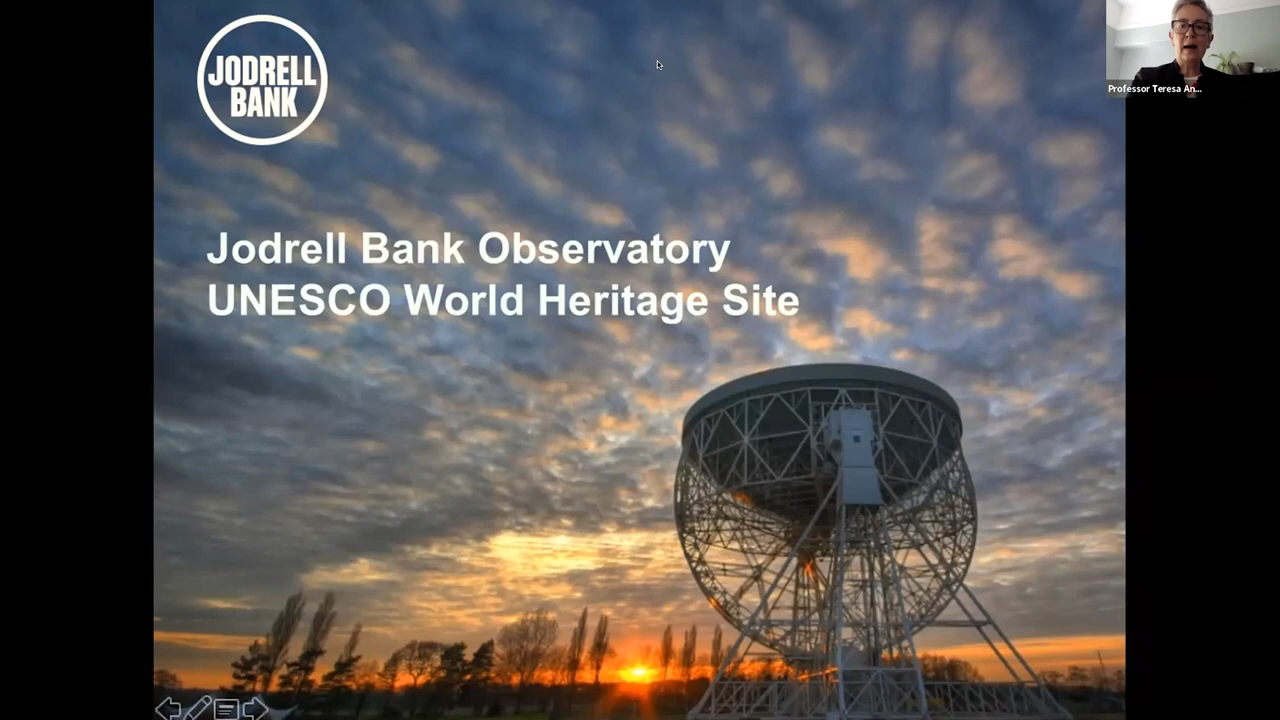 JODRELL
BANK
Professor Teresa An...
Jodrell Bank Observatory
UNESCO World Heritage Site